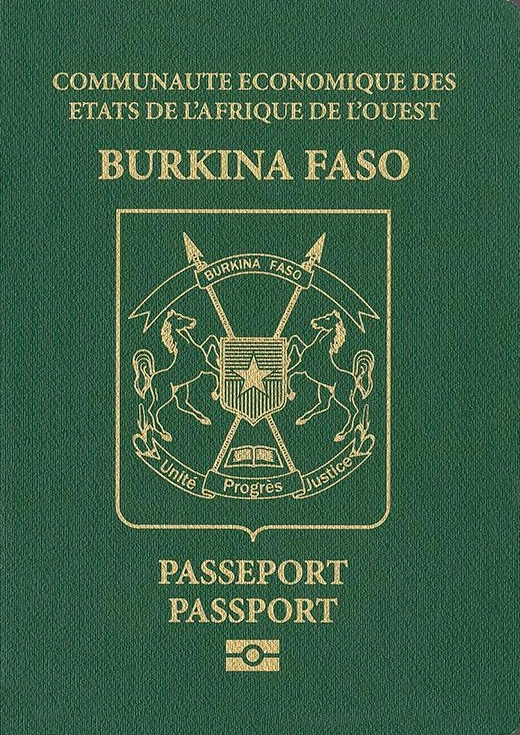 COMMUNAUTE ECONOMIQUE DES
ETATS DE L'AFRIQUE DE L'OUEST
BURKINA FASO
BURKINA FASO
Unité Progrès Justice
PASSEPORT
PASSPORT